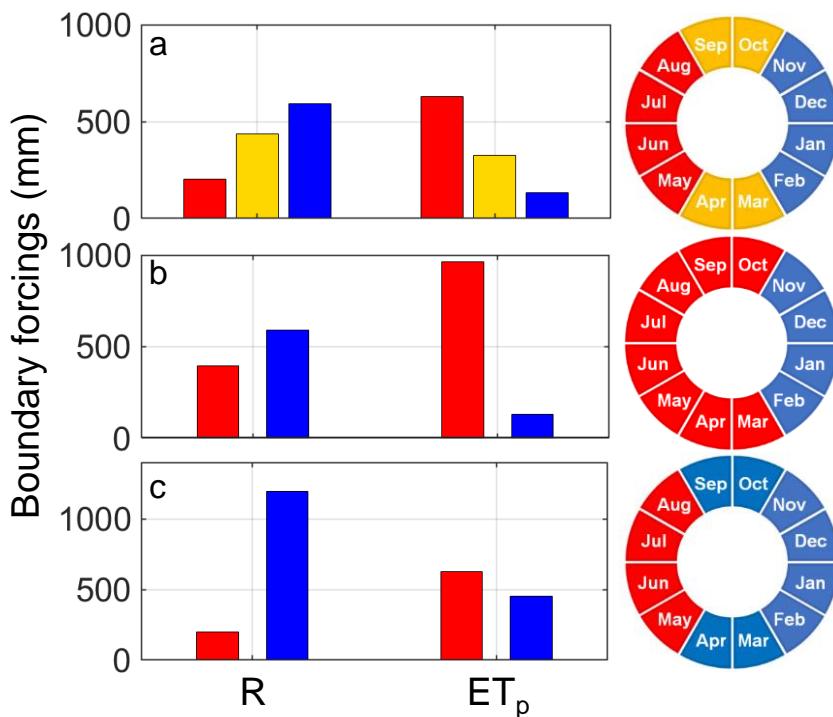 Boundary forcings (mm)
a
1000
500
0
b
1000
500
0
c
1000
500
0
R
ET_p
Sep
Oct
Nov
Dec
Jan
Feb
Mar
Apr
May
Jun
Jul
Aug
Sep
Oct
Nov
Dec
Jan
Feb
Mar
Apr
May
Jun
Jul
Aug
Sep
Oct
Nov
Dec
Jan
Feb
Mar
Apr
May
Jun
Jul
Aug